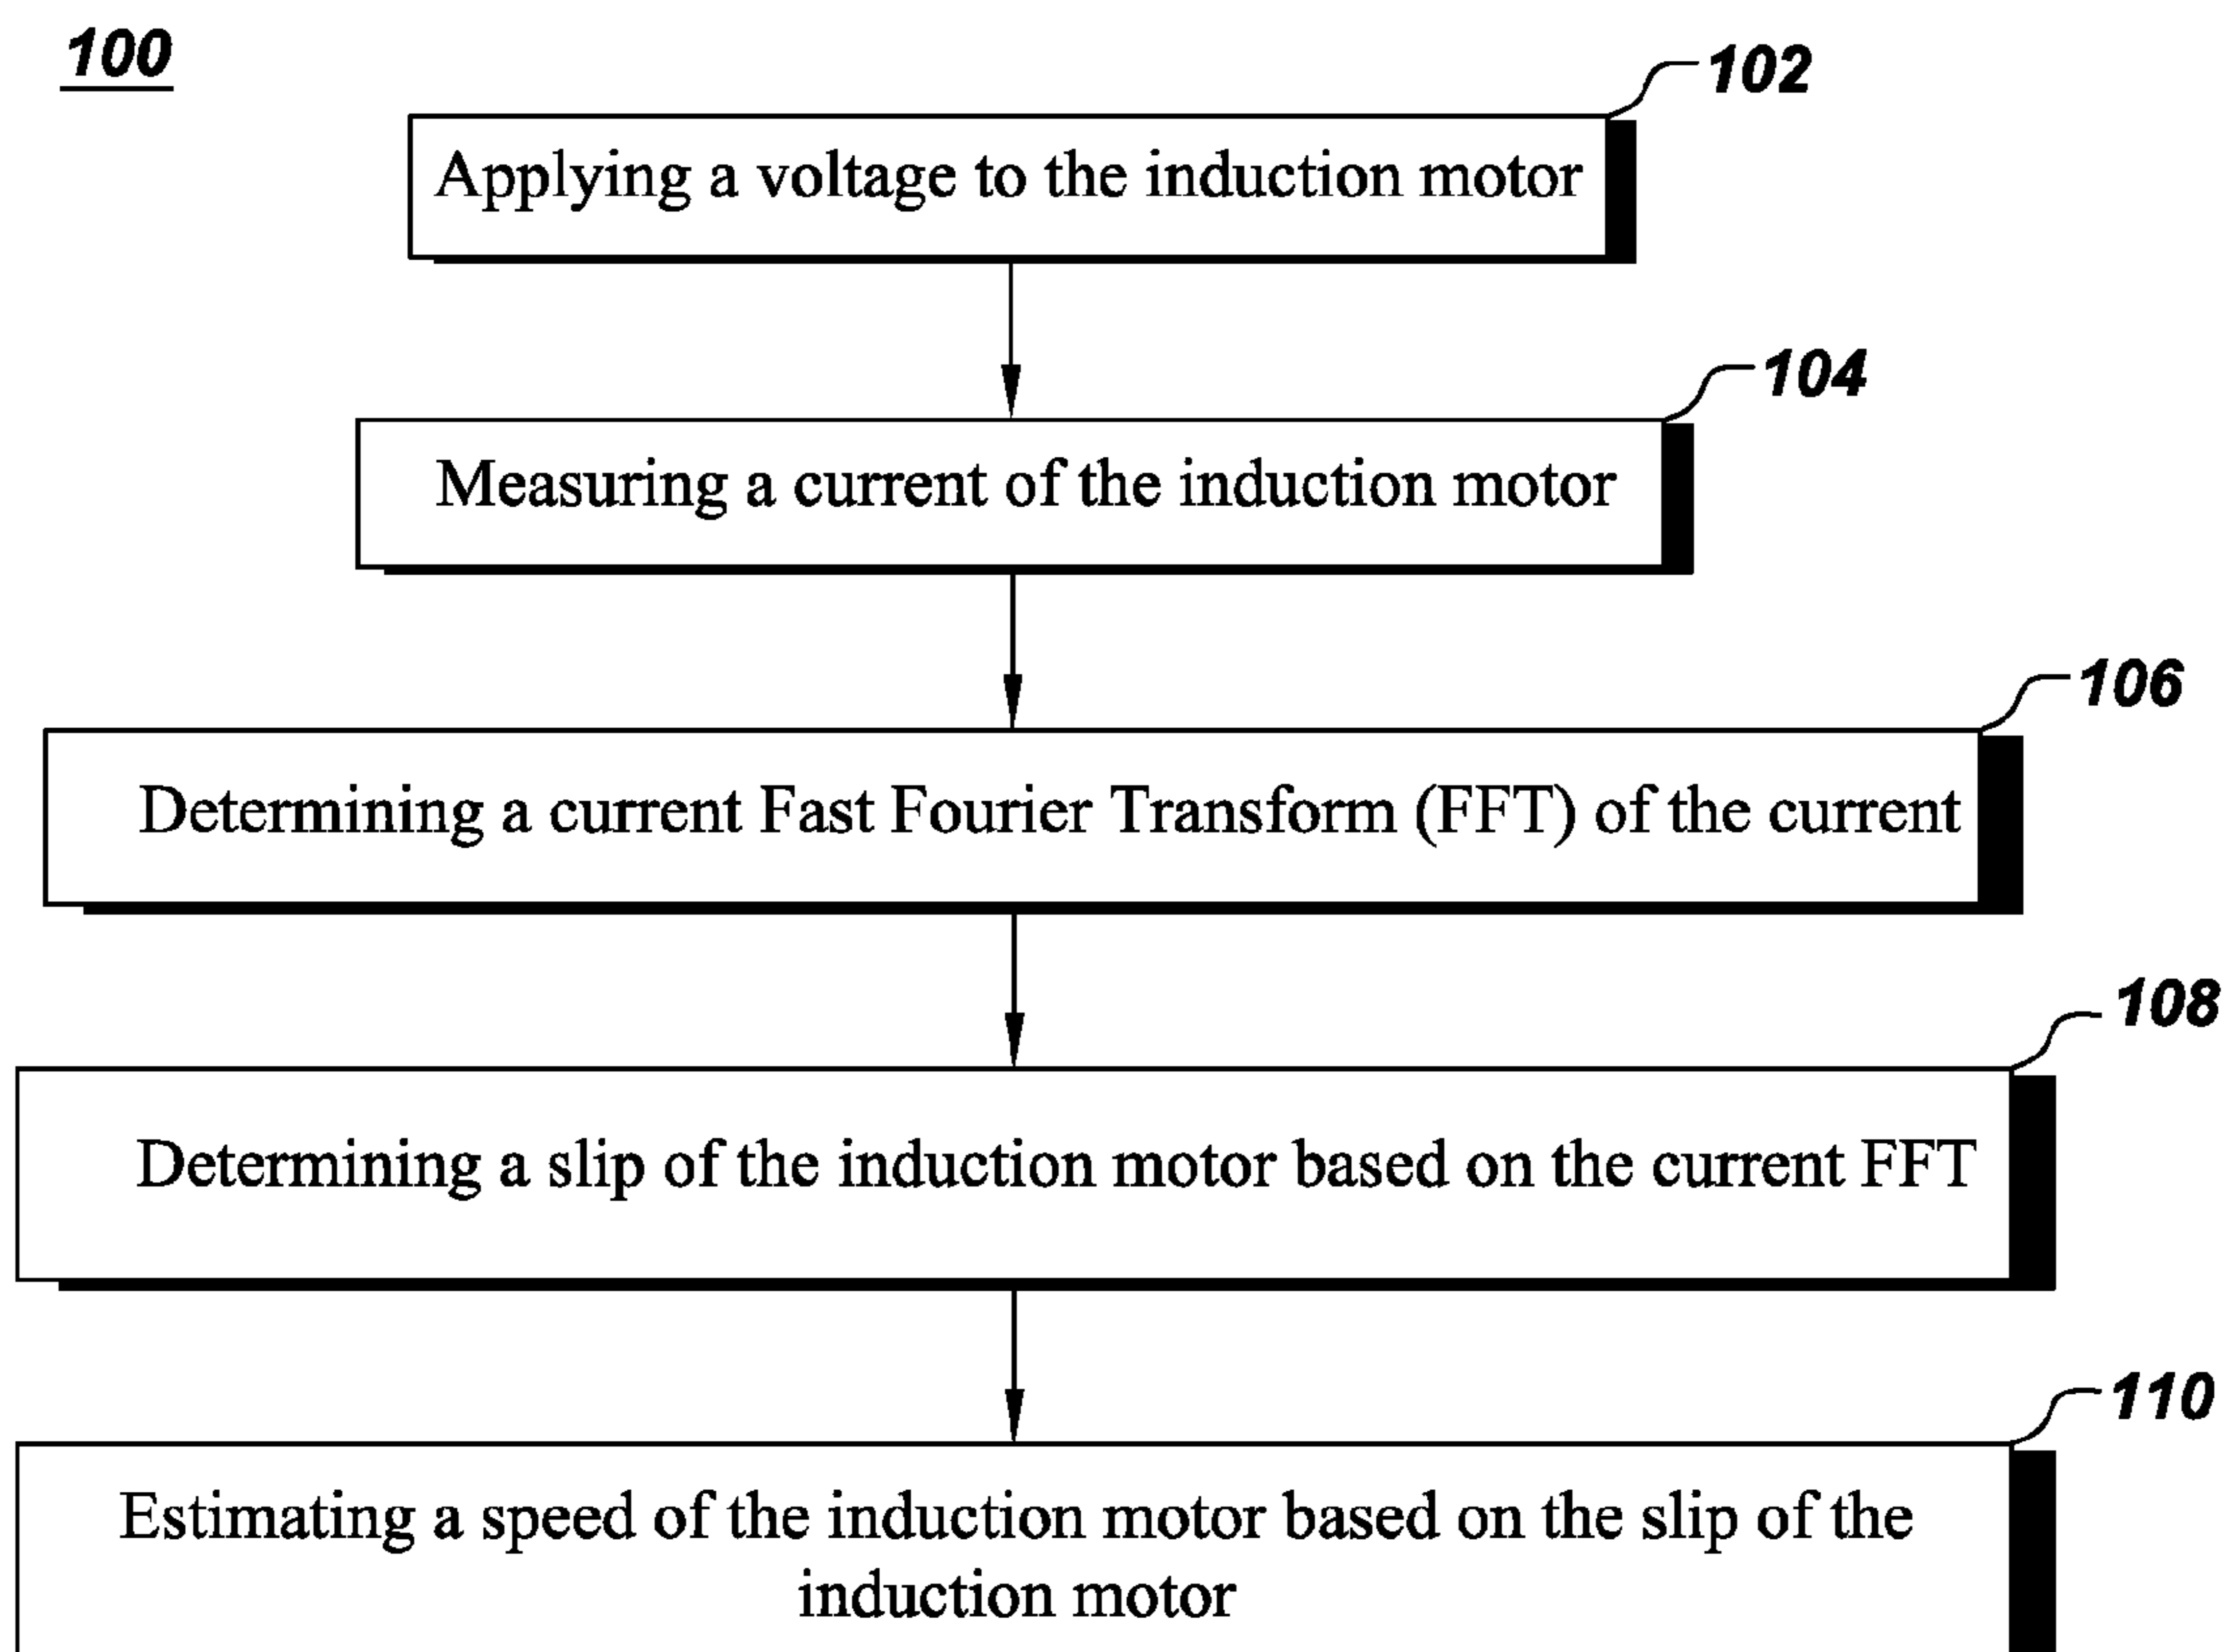 100
102
Applying a voltage to the induction motor
104
Measuring a current of the induction motor
106
Determining a current Fast Fourier Transform (FFT) of the current
108
Determining a slip of the induction motor based on the current FFT
110
Estimating a speed of the induction motor based on the slip of the
induction motor